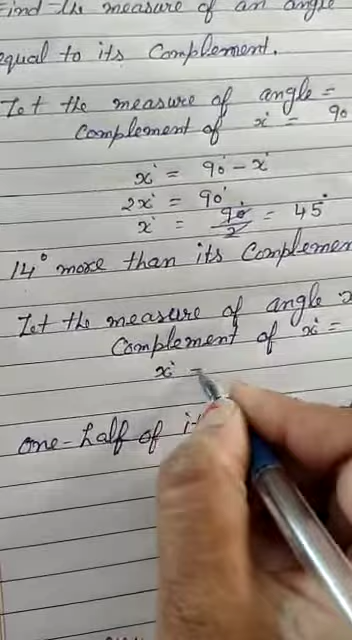 Find the measure of an angle
equal to its complement.
Let the measure of angle =
Complement of x° = 90
x° = 90° - x°
2x° = 90°
x° = 90°/2 = 45°
14° more than its Complemen
Let the measure of angle x
Complement of x° =
x° =
one-half of it